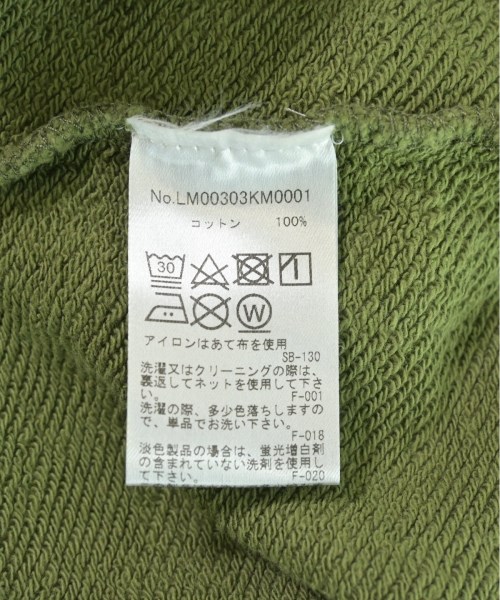 No.LM00303KM0001
コットン 100%
30
W
アイロンはあて布を使用
SB-130
洗濯又はクリーニングの際は、
裏返してネットを使用して下さ
い。 F-001
洗濯の際、多少色落ちしますの
で、単品でお洗い下さい。
F-018
淡色製品の場合は、蛍光増白剤
の含まれていない洗剤を使用し
て下さい。 F-020